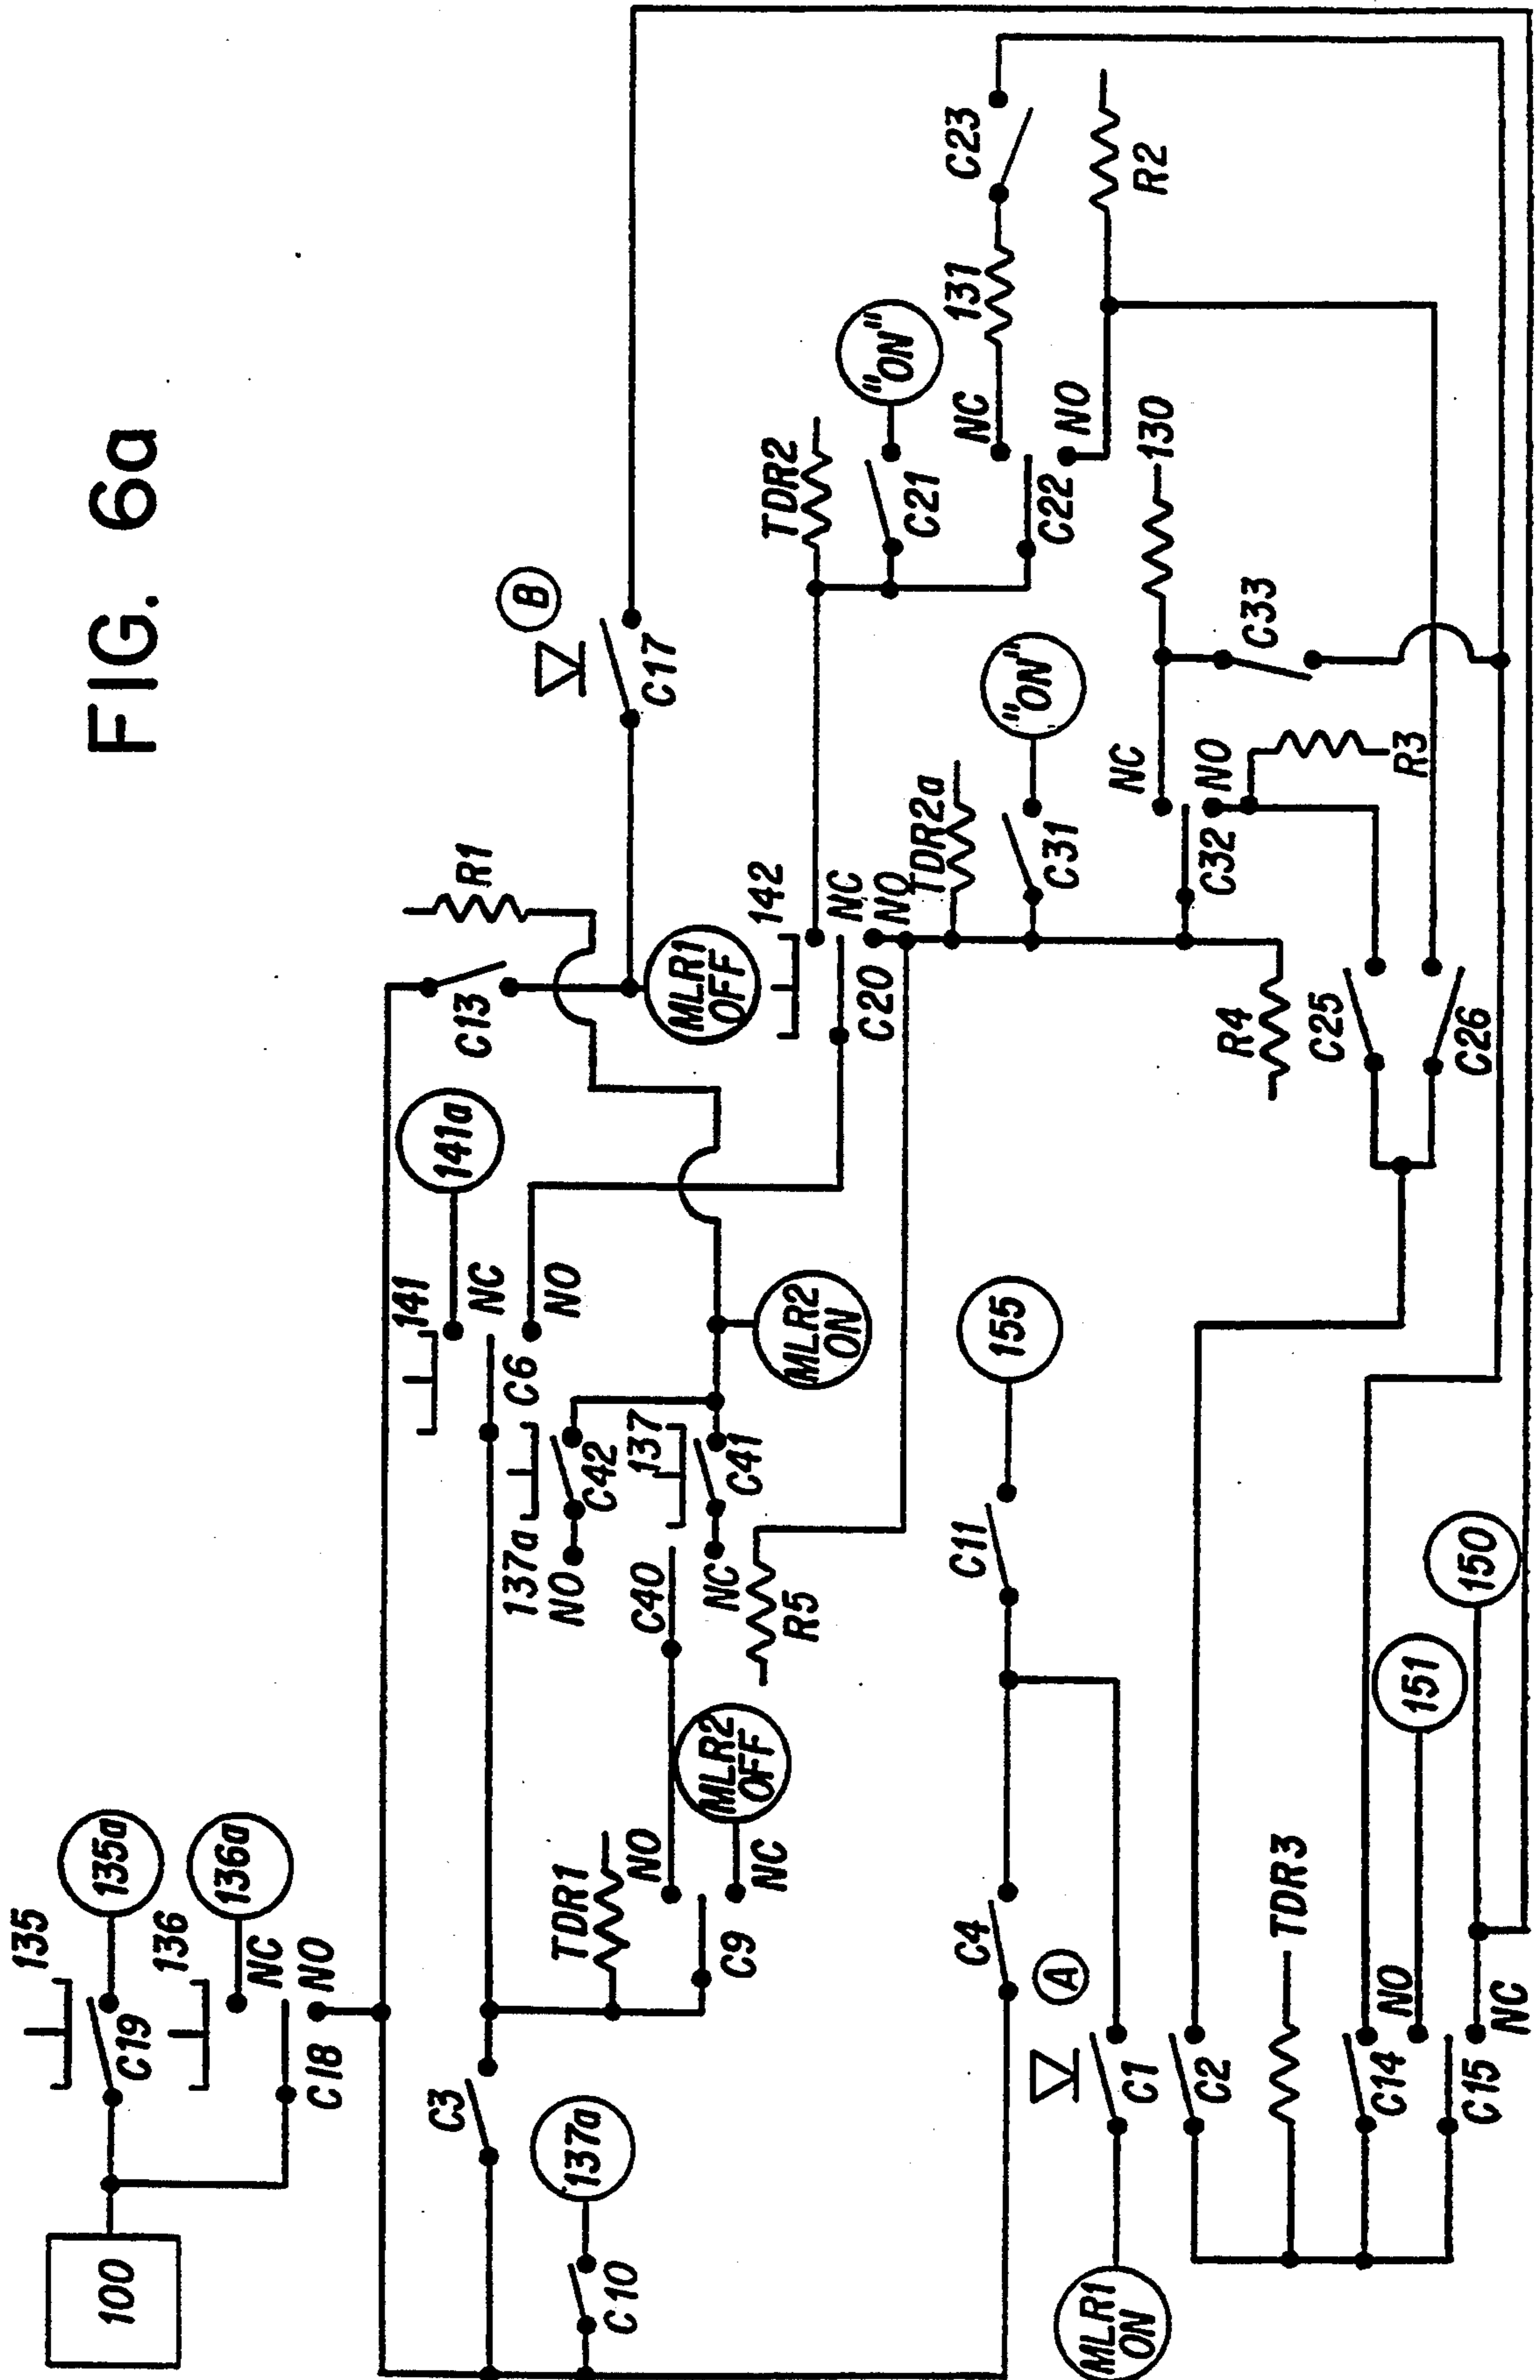 FIG. 6a
135
135a
C19
136
136a
NC
NO
C18
100
141
141a
NC
C6
NO
C13
R1
B
C17
C3
TDR1
NO
C9
NC
MLR2
OFF
137a
C10
137a
NO
C42
137
C40
C41
NC
R5
MLR2
ON
MLR1
OFF
142
NC
NO
C20
TDR2
"ON"
C21
NC
131
C23
C22
NO
R2
TDR2a
"ON"
C31
NC
130
C32
NO
C33
R3
R4
C25
C26
C4
C11
155
A
C1
MLR1
ON
C2
TDR3
C14
NO
151
C15
NC
150